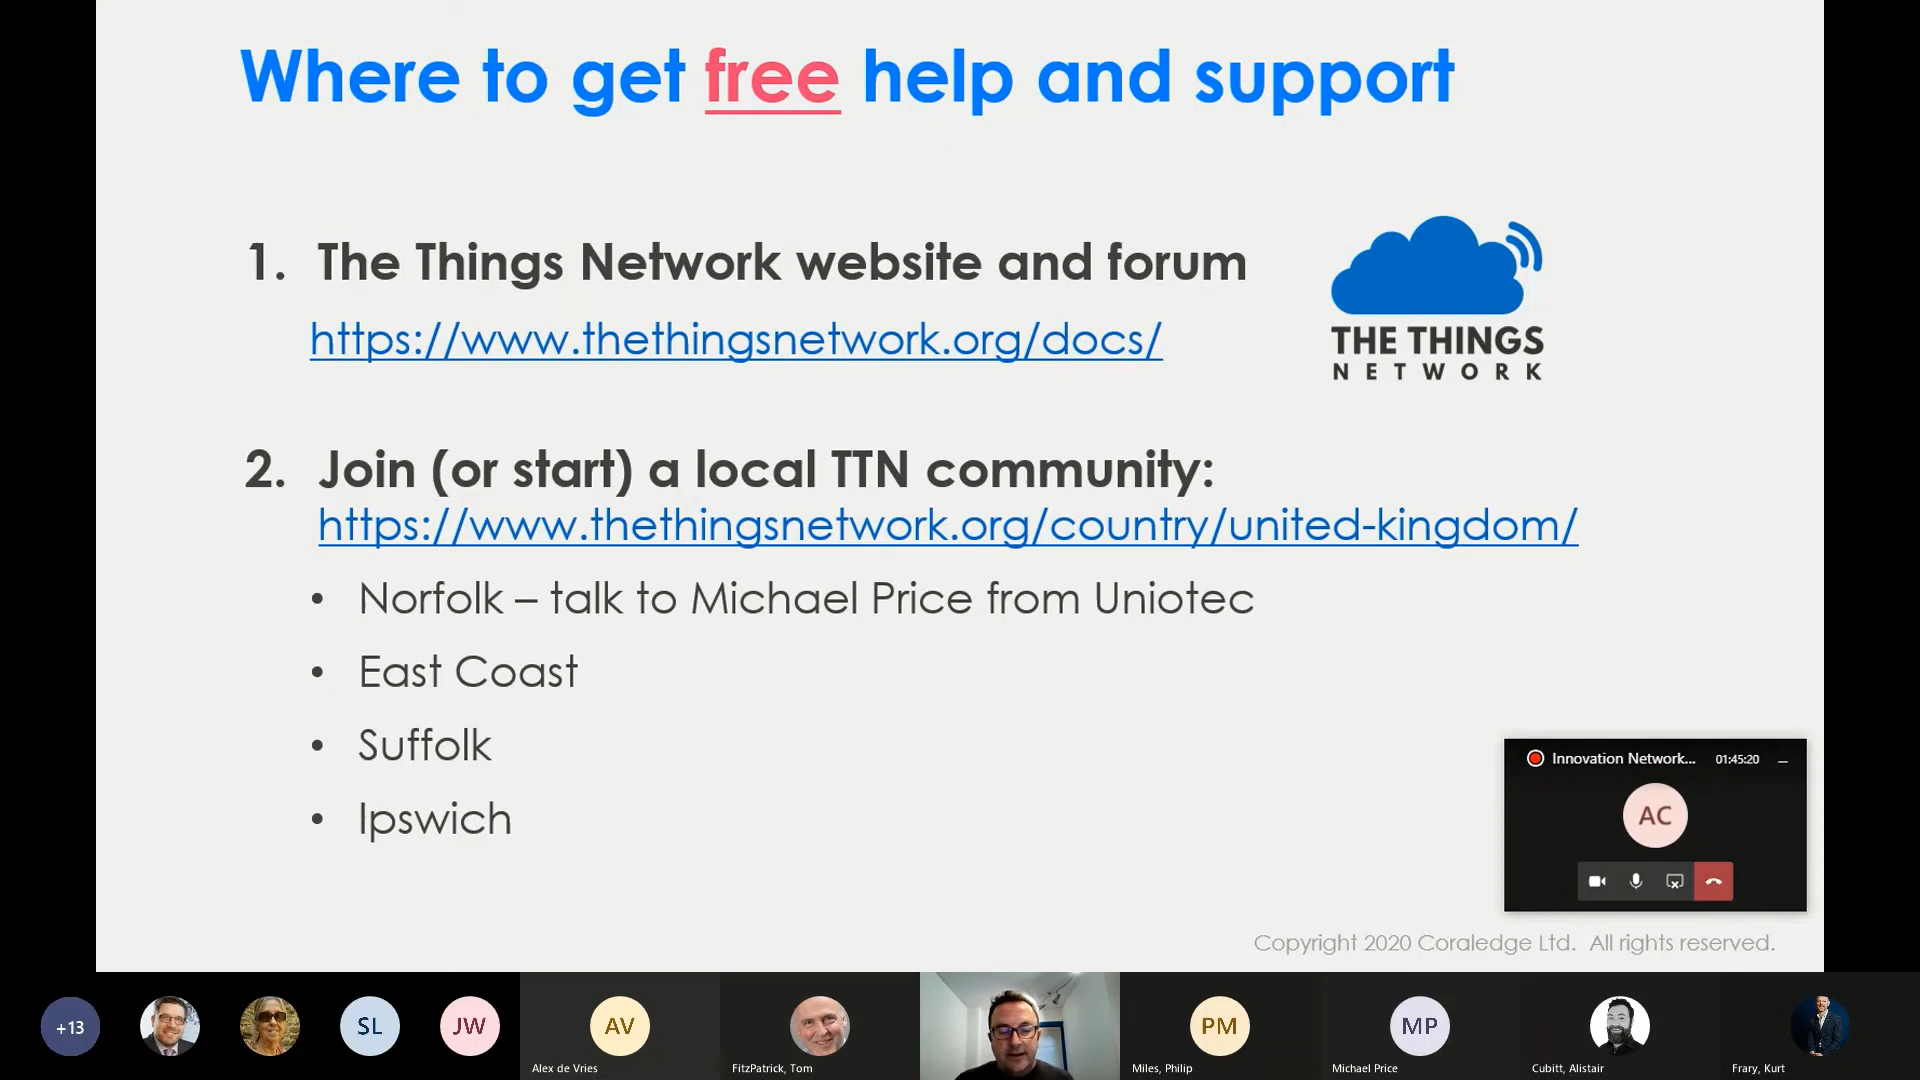 Where to get free help and support
1. The Things Network website and forum
https://www.thethingsnetwork.org/docs/
THE THINGS
NETWORK
2. Join (or start) a local TTN community:
https://www.thethingsnetwork.org/country/united-kingdom/
• Norfolk – talk to Michael Price from Uniotec
• East Coast
• Suffolk
• Ipswich
Innovation Network... 01:45:20
AC
Copyright 2020 Coraledge Ltd. All rights reserved.
+13
SL
JW
AV
PM
MP
Alex de Vries
FitzPatrick, Tom
Miles, Philip
Michael Price
Cubitt, Alistair
Frary, Kurt